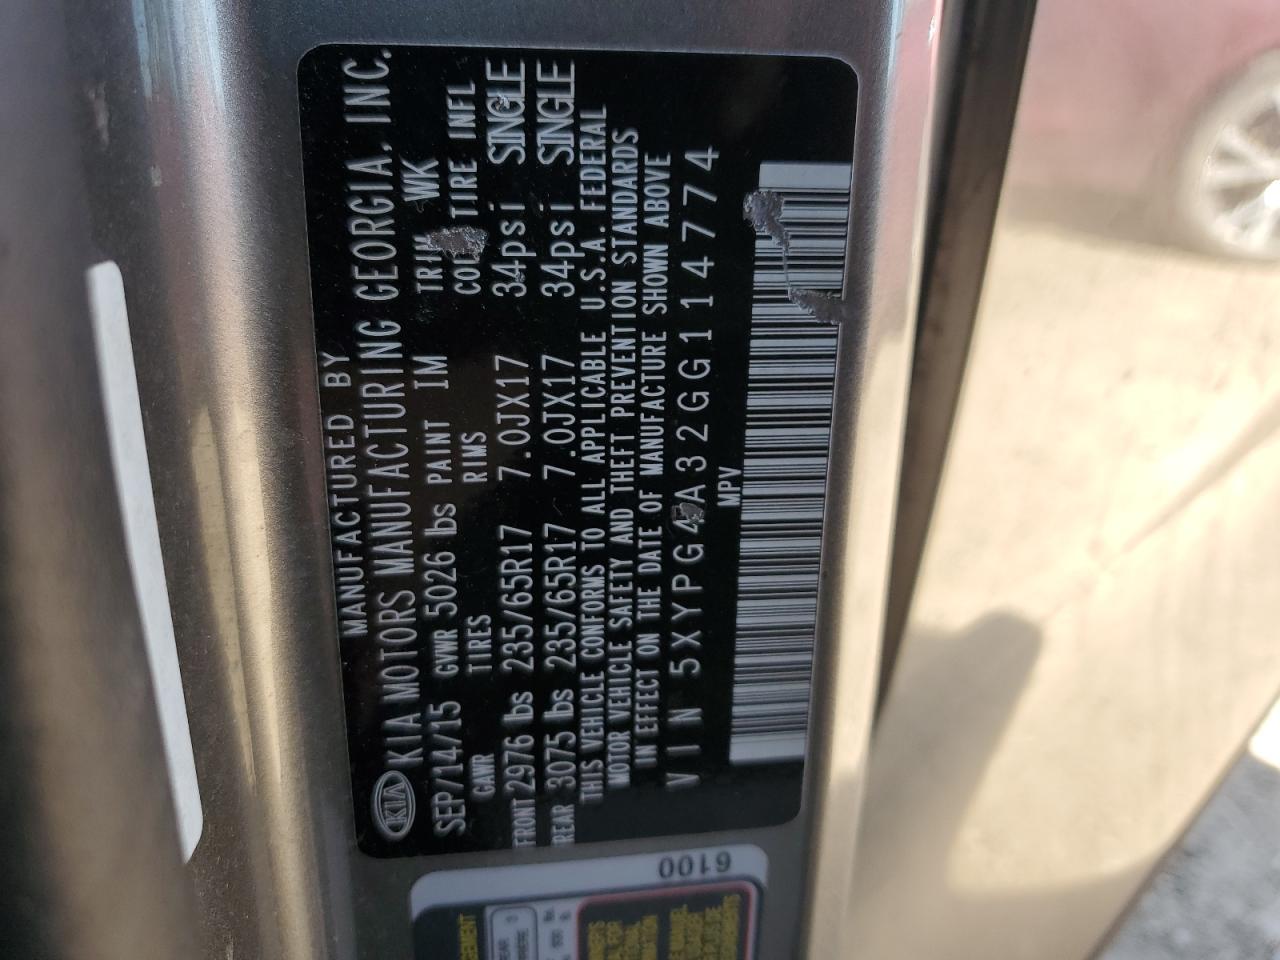 MANUFACTURED BY
KIA KIA MOTORS MANUFACTURING GEORGIA, INC.
SEP/14/15 GVWR 5026 lbs PAINT IM TRIM WK
GAWR TIRES RIMS COLD TIRE INFL
FRONT 2976 lbs 235/65R17 7.0JX17 34psi SINGLE
REAR 3075 lbs 235/65R17 7.0JX17 34psi SINGLE
THIS VEHICLE CONFORMS TO ALL APPLICABLE U.S.A. FEDERAL
MOTOR VEHICLE SAFETY AND THEFT PREVENTION STANDARDS
IN EFFECT ON THE DATE OF MANUFACTURE SHOWN ABOVE
VIN 5XYPG4A32GG114774
MPV
6100